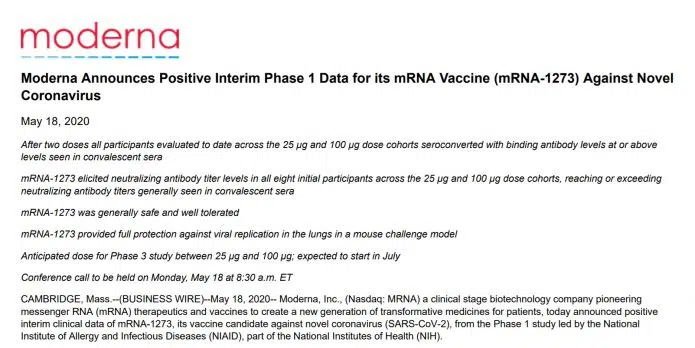 moderna
Moderna Announces Positive Interim Phase 1 Data for its mRNA Vaccine (mRNA-1273) Against Novel
Coronavirus
May 18, 2020
After two doses all participants evaluated to date across the 25 µg and 100 µg dose cohorts seroconverted with binding antibody levels at or above
levels seen in convalescent sera
mRNA-1273 elicited neutralizing antibody titer levels in all eight initial participants across the 25 µg and 100 µg dose cohorts, reaching or exceeding
neutralizing antibody titers generally seen in convalescent sera
mRNA-1273 was generally safe and well tolerated
mRNA-1273 provided full protection against viral replication in the lungs in a mouse challenge model
Anticipated dose for Phase 3 study between 25 µg and 100 µg; expected to start in July
Conference call to be held on Monday, May 18 at 8:30 a.m. ET
CAMBRIDGE, Mass.--(BUSINESS WIRE)--May 18, 2020-- Moderna, Inc., (Nasdaq: MRNA) a clinical stage biotechnology company pioneering
messenger RNA (mRNA) therapeutics and vaccines to create a new generation of transformative medicines for patients, today announced positive
interim clinical data of mRNA-1273, its vaccine candidate against novel coronavirus (SARS-CoV-2), from the Phase 1 study led by the National
Institute of Allergy and Infectious Diseases (NIAID), part of the National Institutes of Health (NIH).